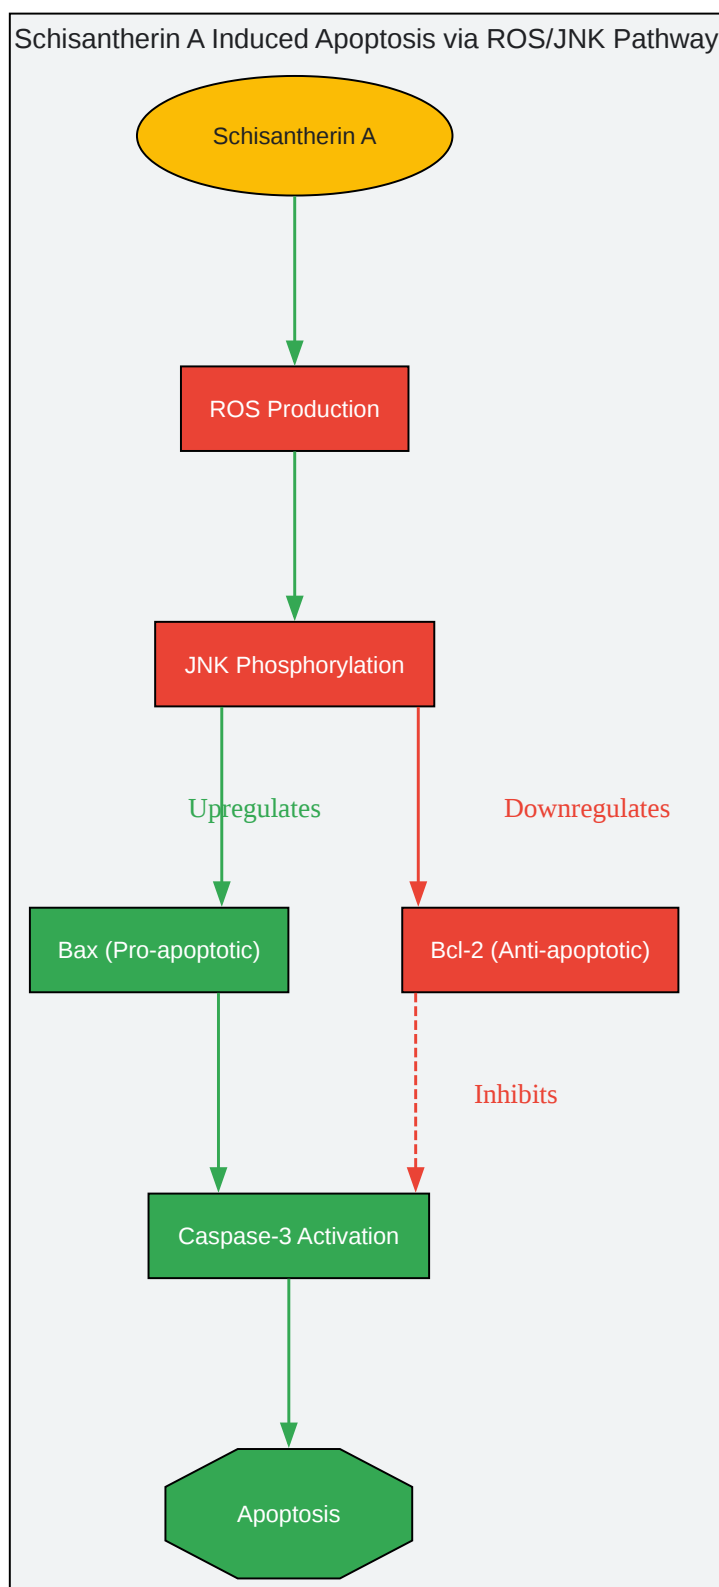 Schisantherin A Induced Apoptosis via ROS/JNK Pathway
Schisantherin A
ROS Production
JNK Phosphorylation
Upregulates
Downregulates
Bax (Pro-apoptotic)
Bcl-2 (Anti-apoptotic)
Inhibits
Caspase-3 Activation
Apoptosis